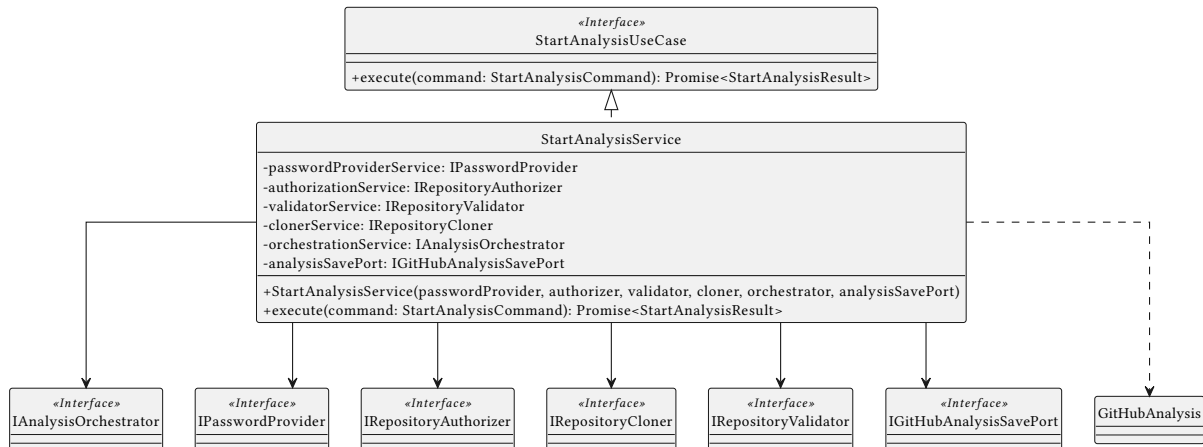 «Interface»
StartAnalysisUseCase
+execute(command: StartAnalysisCommand): Promise<StartAnalysisResult>
StartAnalysisService
-passwordProviderService: IPasswordProvider
-authorizationService: IRepositoryAuthorizer
-validatorService: IRepositoryValidator
-clonerService: IRepositoryCloner
-orchestrationService: IAnalysisOrchestrator
-analysisSavePort: IGitHubAnalysisSavePort
+StartAnalysisService(passwordProvider, authorizer, validator, cloner, orchestrator, analysisSavePort)
+execute(command: StartAnalysisCommand): Promise<StartAnalysisResult>
«Interface»
IAnalysisOrchestrator
«Interface»
IPasswordProvider
«Interface»
IRepositoryAuthorizer
«Interface»
IRepositoryCloner
«Interface»
IRepositoryValidator
«Interface»
IGitHubAnalysisSavePort
GitHubAnalysis